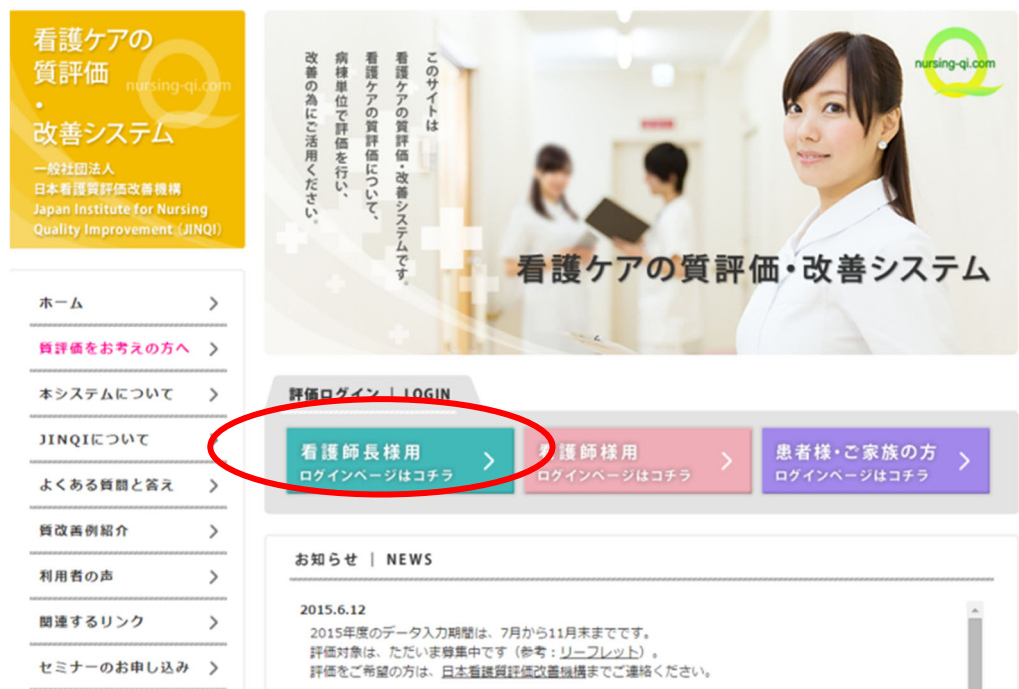 看護ケアの
質評価
・
改善システム
nursing-qi.com
一般社団法人
日本看護質評価改善機構
Japan Institute for Nursing
Quality Improvement (JINQI)
このサイトは
看護ケアの質評価・改善システムです。
看護ケアの質評価について、
病棟単位で評価を行い、
改善の為にご活用ください。
nursing-qi.com
看護ケアの質評価・改善システム
ホーム
質評価をお考えの方へ
本システムについて
JINQIについて
よくある質問と答え
質改善例紹介
利用者の声
関連するリンク
セミナーのお申し込み
評価ログイン | LOGIN
看護師長様用
ログインページはコチラ
看護師様用
ログインページはコチラ
患者様・ご家族の方
ログインページはコチラ
お知らせ | NEWS
2015.6.12
2015年度のデータ入力期間は、7月から11月末までです。
評価対象は、ただいま募集中です（参考：リーフレット）。
評価をご希望の方は、日本看護質評価改善機構までご連絡ください。